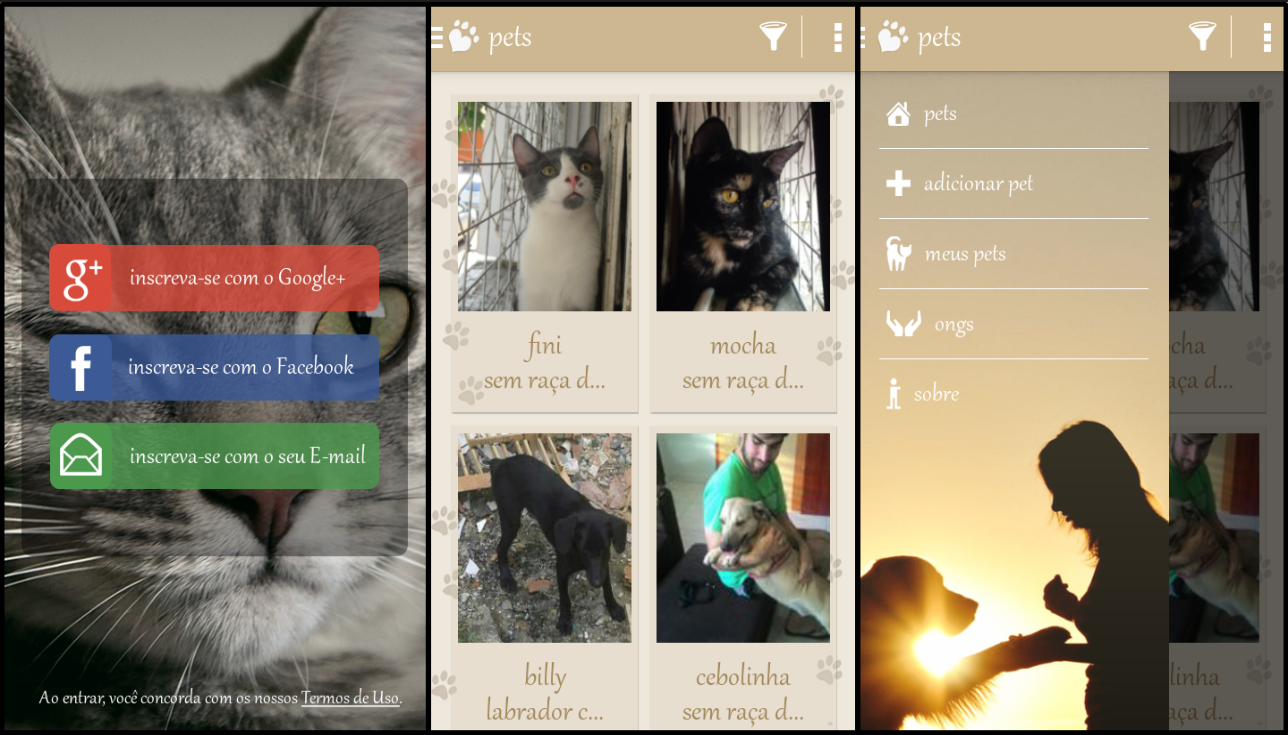 inscreva-se com o Google+
inscreva-se com o Facebook
inscreva-se com o seu E-mail
Ao entrar, você concorda com os nossos Termos de Uso.
pets
fini
sem raça d...
mocha
sem raça d...
billy
labrador c...
cebolinha
sem raça d...
pets
pets
adicionar pet
meus pets
ongs
sobre
cha
aça d...
linha
aça d...